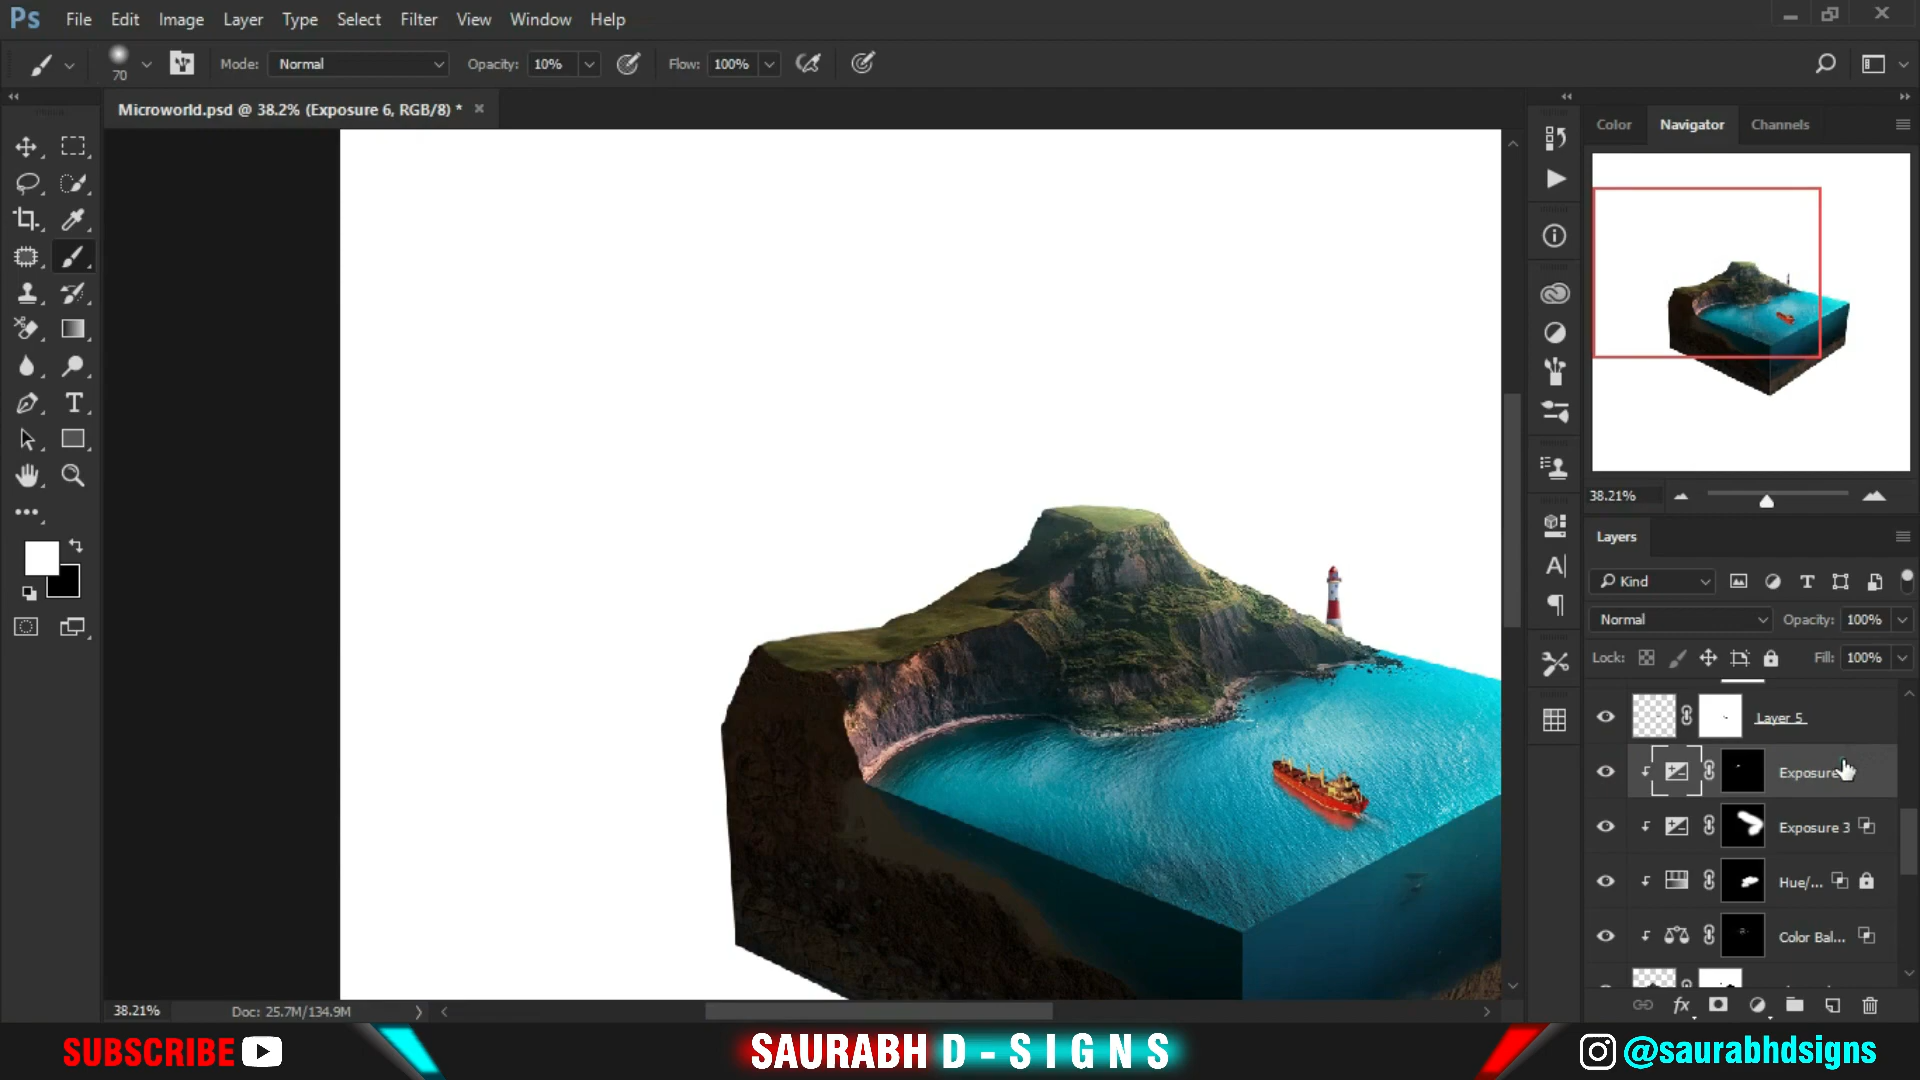 Ps File Edit Image Layer Type Select Filter View Window Help
70 Mode: Normal Opacity: 10% Flow: 100%
Microworld.psd @ 38.2% (Exposure 6, RGB/8) *
Color Navigator Channels
38.21%
Layers
Kind
Normal Opacity: 100%
Lock: Fill: 100%
Layer 5
Exposure
Exposure 3
Hue/...
Color Bal...
38.21% Doc: 25.7M/134.9M
SUBSCRIBE SAURABH D-SIGNS @saurabhdsigns